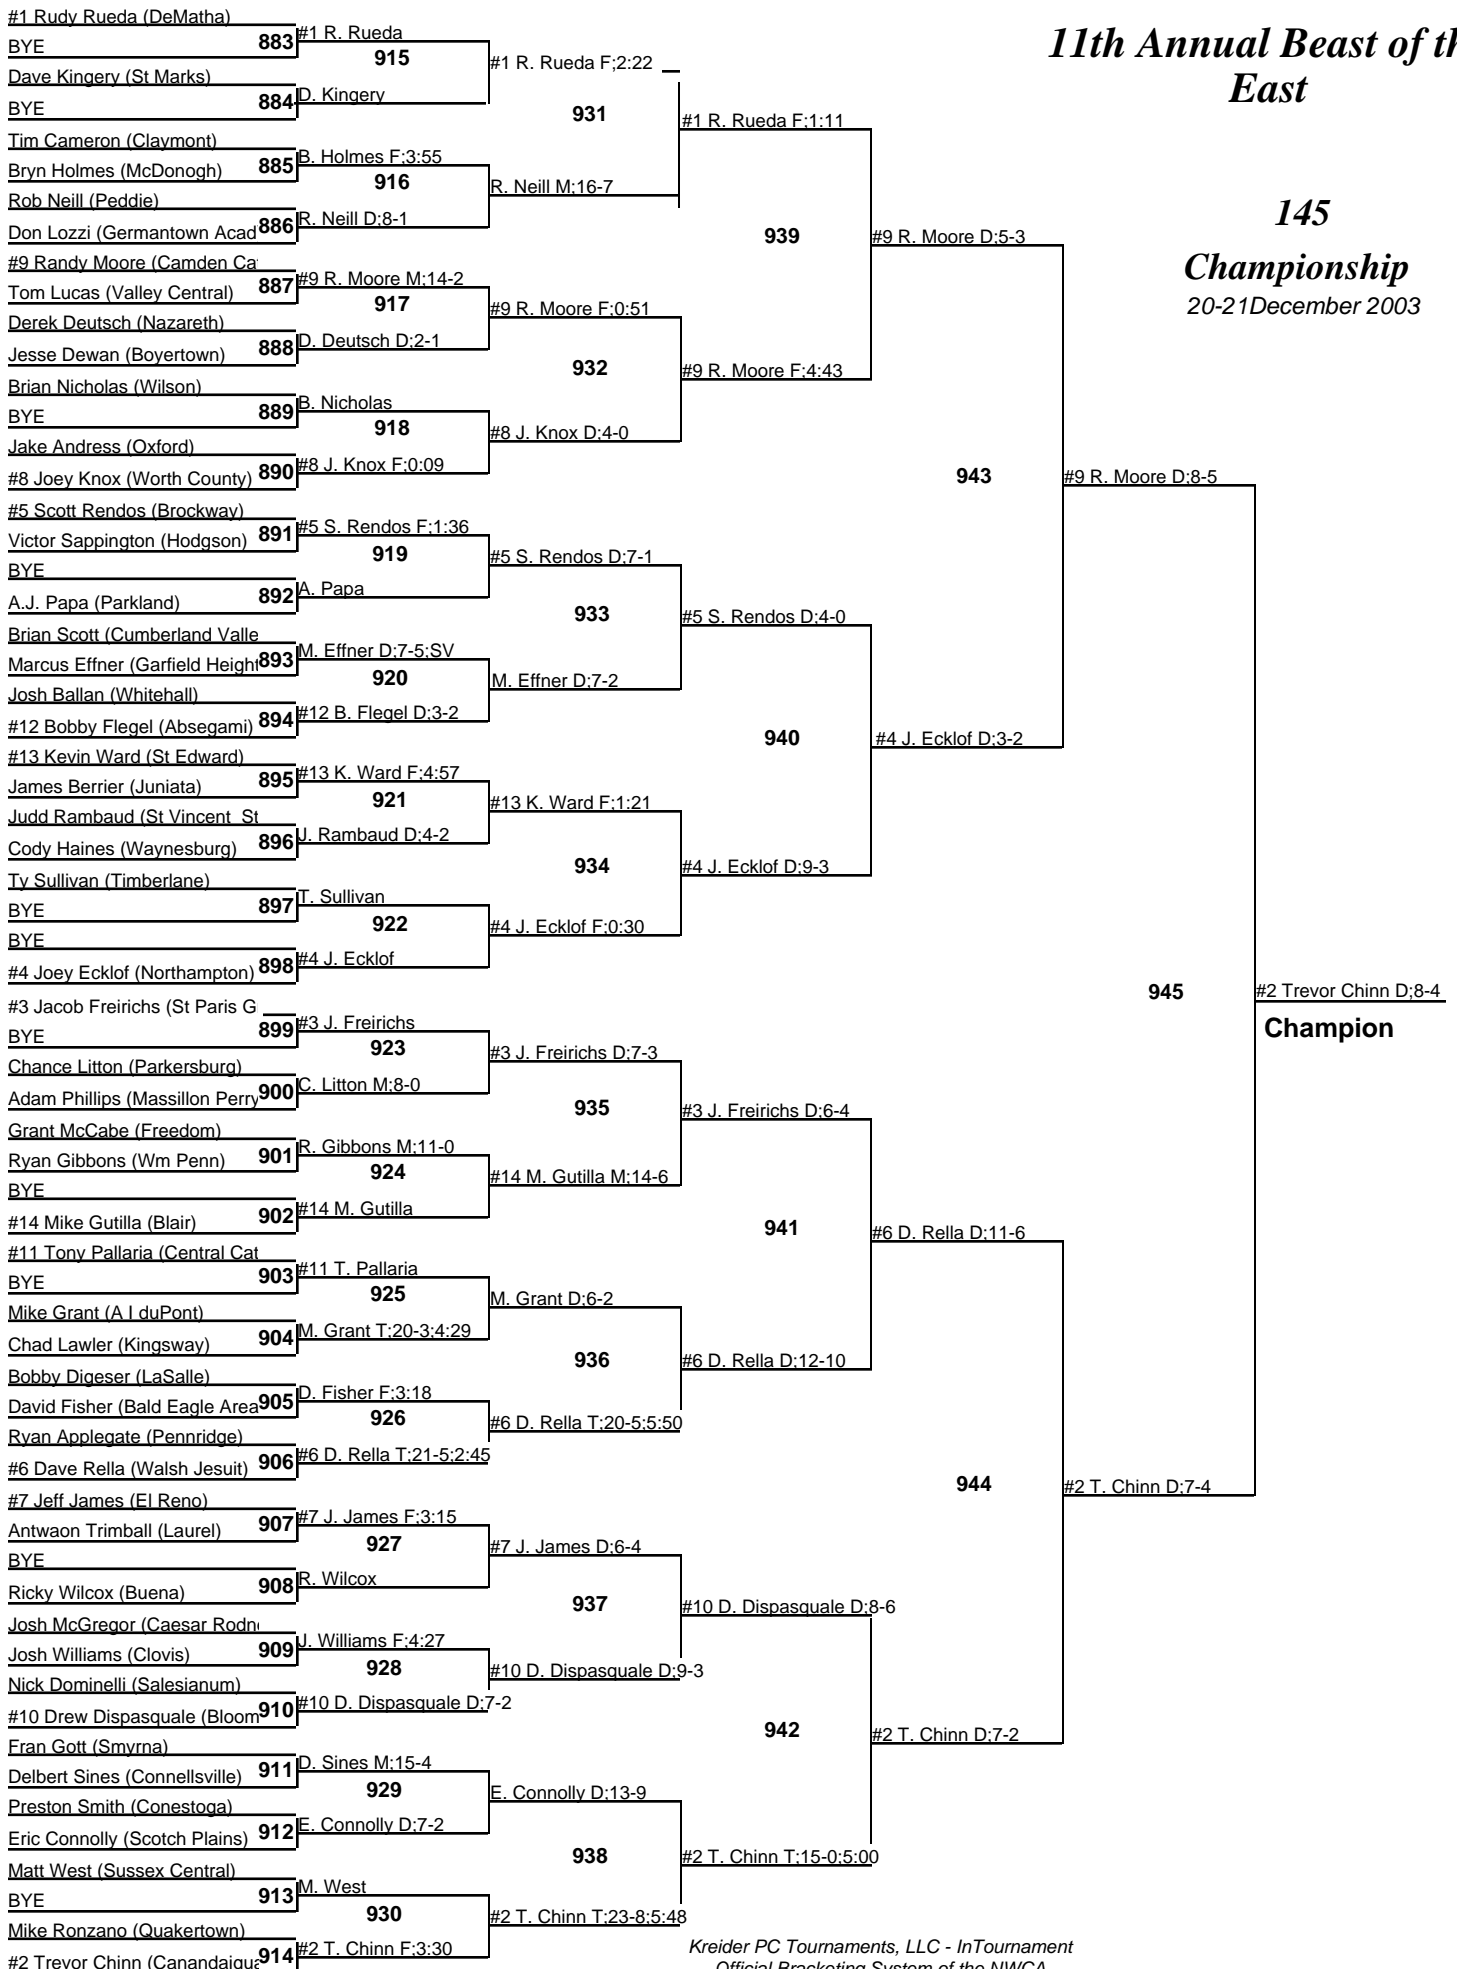 11th Annual Beast of th
East
145
Championship
20-21December 2003
#1 Rudy Rueda (DeMatha)
BYE
883
Dave Kingery (St Marks)
BYE
884
Tim Cameron (Claymont)
Bryn Holmes (McDonogh)
885
Rob Neill (Peddie)
Don Lozzi (Germantown Acad
886
#9 Randy Moore (Camden Ca
Tom Lucas (Valley Central)
887
Derek Deutsch (Nazareth)
Jesse Dewan (Boyertown)
888
Brian Nicholas (Wilson)
BYE
889
Jake Andress (Oxford)
#8 Joey Knox (Worth County)
890
#5 Scott Rendos (Brockway)
Victor Sappington (Hodgson)
891
BYE
A.J. Papa (Parkland)
892
Brian Scott (Cumberland Valle
Marcus Effner (Garfield Height
893
Josh Ballan (Whitehall)
#12 Bobby Flegel (Absegami)
894
#13 Kevin Ward (St Edward)
James Berrier (Juniata)
895
Judd Rambaud (St Vincent St
Cody Haines (Waynesburg)
896
Ty Sullivan (Timberlane)
BYE
897
BYE
#4 Joey Ecklof (Northampton)
898
#3 Jacob Freirichs (St Paris G
BYE
899
Chance Litton (Parkersburg)
Adam Phillips (Massillon Perry
900
Grant McCabe (Freedom)
Ryan Gibbons (Wm Penn)
901
BYE
#14 Mike Gutilla (Blair)
902
#11 Tony Pallaria (Central Cat
BYE
903
Mike Grant (A I duPont)
Chad Lawler (Kingsway)
904
Bobby Digeser (LaSalle)
David Fisher (Bald Eagle Area
905
Ryan Applegate (Pennridge)
#6 Dave Rella (Walsh Jesuit)
906
#7 Jeff James (El Reno)
Antwaon Trimball (Laurel)
907
BYE
Ricky Wilcox (Buena)
908
Josh McGregor (Caesar Rodn
Josh Williams (Clovis)
909
Nick Dominelli (Salesianum)
#10 Drew Dispasquale (Bloom
910
Fran Gott (Smyrna)
Delbert Sines (Connellsville)
911
Preston Smith (Conestoga)
Eric Connolly (Scotch Plains)
912
Matt West (Sussex Central)
BYE
913
Mike Ronzano (Quakertown)
#2 Trevor Chinn (Canandaigua
914
#1 R. Rueda
915
D. Kingery
B. Holmes F;3:55
916
R. Neill D;8-1
#9 R. Moore M;14-2
917
D. Deutsch D;2-1
B. Nicholas
918
#8 J. Knox F;0:09
#5 S. Rendos F;1:36
919
A. Papa
M. Effner D;7-5;SV
920
#12 B. Flegel D;3-2
#13 K. Ward F;4:57
921
J. Rambaud D;4-2
T. Sullivan
922
#4 J. Ecklof
#3 J. Freirichs
923
C. Litton M;8-0
R. Gibbons M;11-0
924
#14 M. Gutilla
#11 T. Pallaria
925
M. Grant T;20-3;4:29
D. Fisher F;3:18
926
#6 D. Rella T;21-5;2:45
#7 J. James F;3:15
927
R. Wilcox
J. Williams F;4:27
928
#10 D. Dispasquale D;7-2
D. Sines M;15-4
929
E. Connolly D;7-2
M. West
930
#2 T. Chinn F;3:30
#1 R. Rueda F;2:22
931
R. Neill M;16-7
#9 R. Moore F;0:51
932
#8 J. Knox D;4-0
#5 S. Rendos D;7-1
933
M. Effner D;7-2
#13 K. Ward F;1:21
934
#4 J. Ecklof F;0:30
#3 J. Freirichs D;7-3
935
#14 M. Gutilla M;14-6
M. Grant D;6-2
936
#6 D. Rella T;20-5;5:50
#7 J. James D;6-4
937
#10 D. Dispasquale D;9-3
E. Connolly D;13-9
938
#2 T. Chinn T;23-8;5:48
#1 R. Rueda F;1:11
939
#9 R. Moore F;4:43
#5 S. Rendos D;4-0
940
#4 J. Ecklof D;9-3
#3 J. Freirichs D;6-4
941
#6 D. Rella D;12-10
#10 D. Dispasquale D;8-6
942
#2 T. Chinn T;15-0;5:00
#9 R. Moore D;5-3
943
#4 J. Ecklof D;3-2
#6 D. Rella D;11-6
944
#2 T. Chinn D;7-2
#9 R. Moore D;8-5
945
#2 T. Chinn D;7-4
#2 Trevor Chinn D;8-4
Champion
Kreider PC Tournaments, LLC - InTournament
Official Bracketing System of the NWCA